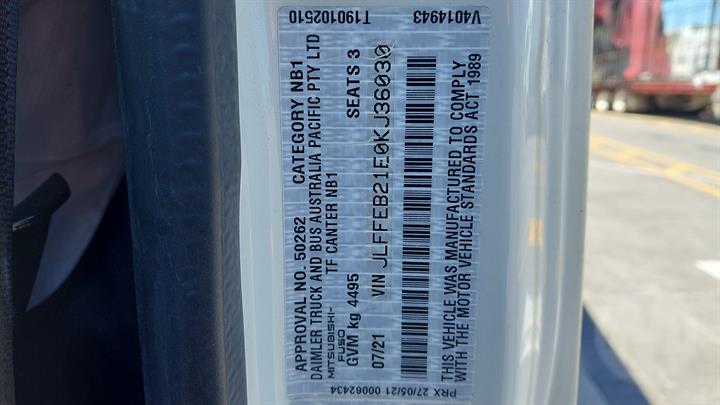 T190102510 V4014943
APPROVAL NO. 50262 CATEGORY NB1
DAIMLER TRUCK AND BUS AUSTRALIA PACIFIC PTY LTD
MITSUBISHI- TF CANTER NB1
FUSO
GVM kg 4495 SEATS 3
07/21 VIN JLFFEB21E0KJ36030
THIS VEHICLE WAS MANUFACTURED TO COMPLY
WITH THE MOTOR VEHICLE STANDARDS ACT 1989
PRX 27/05/21 00062434